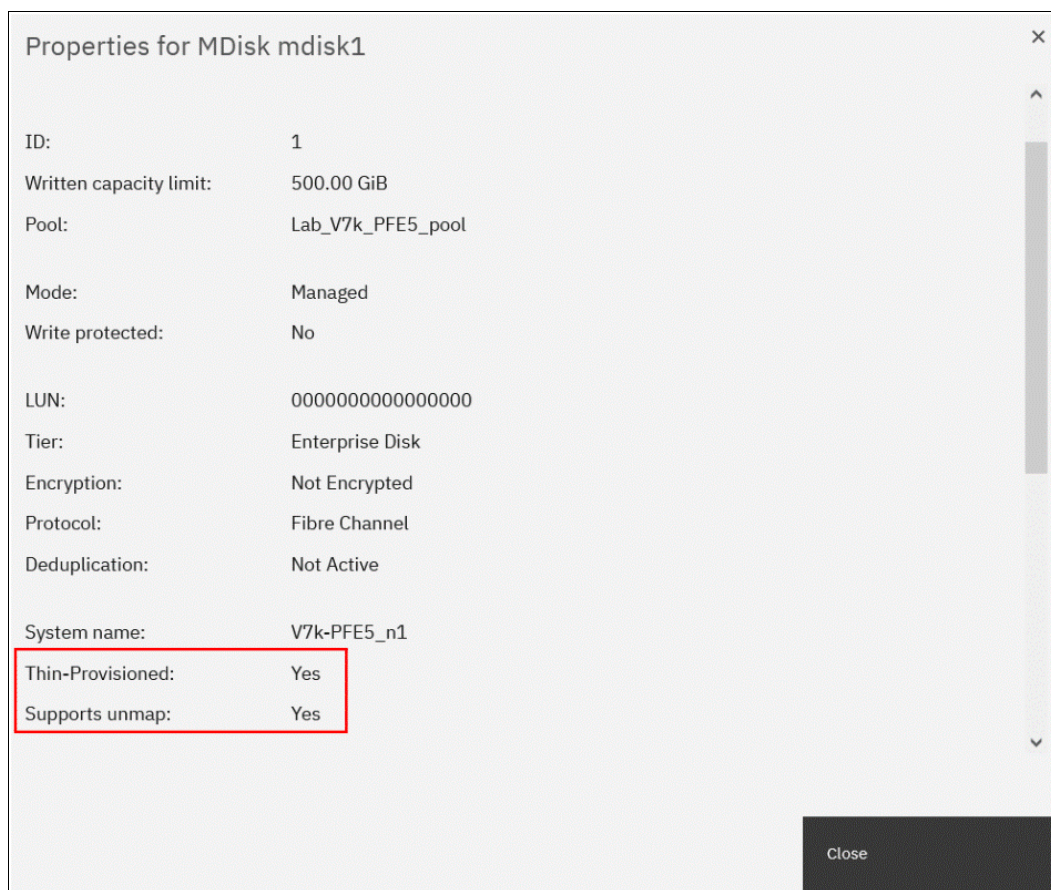 Properties for MDisk mdisk1
×
ID: 1
Written capacity limit: 500.00 GiB
Pool: Lab_V7k_PFE5_pool
Mode: Managed
Write protected: No
LUN: 0000000000000000
Tier: Enterprise Disk
Encryption: Not Encrypted
Protocol: Fibre Channel
Deduplication: Not Active
System name: V7k-PFE5_n1
Thin-Provisioned: Yes
Supports unmap: Yes
Close